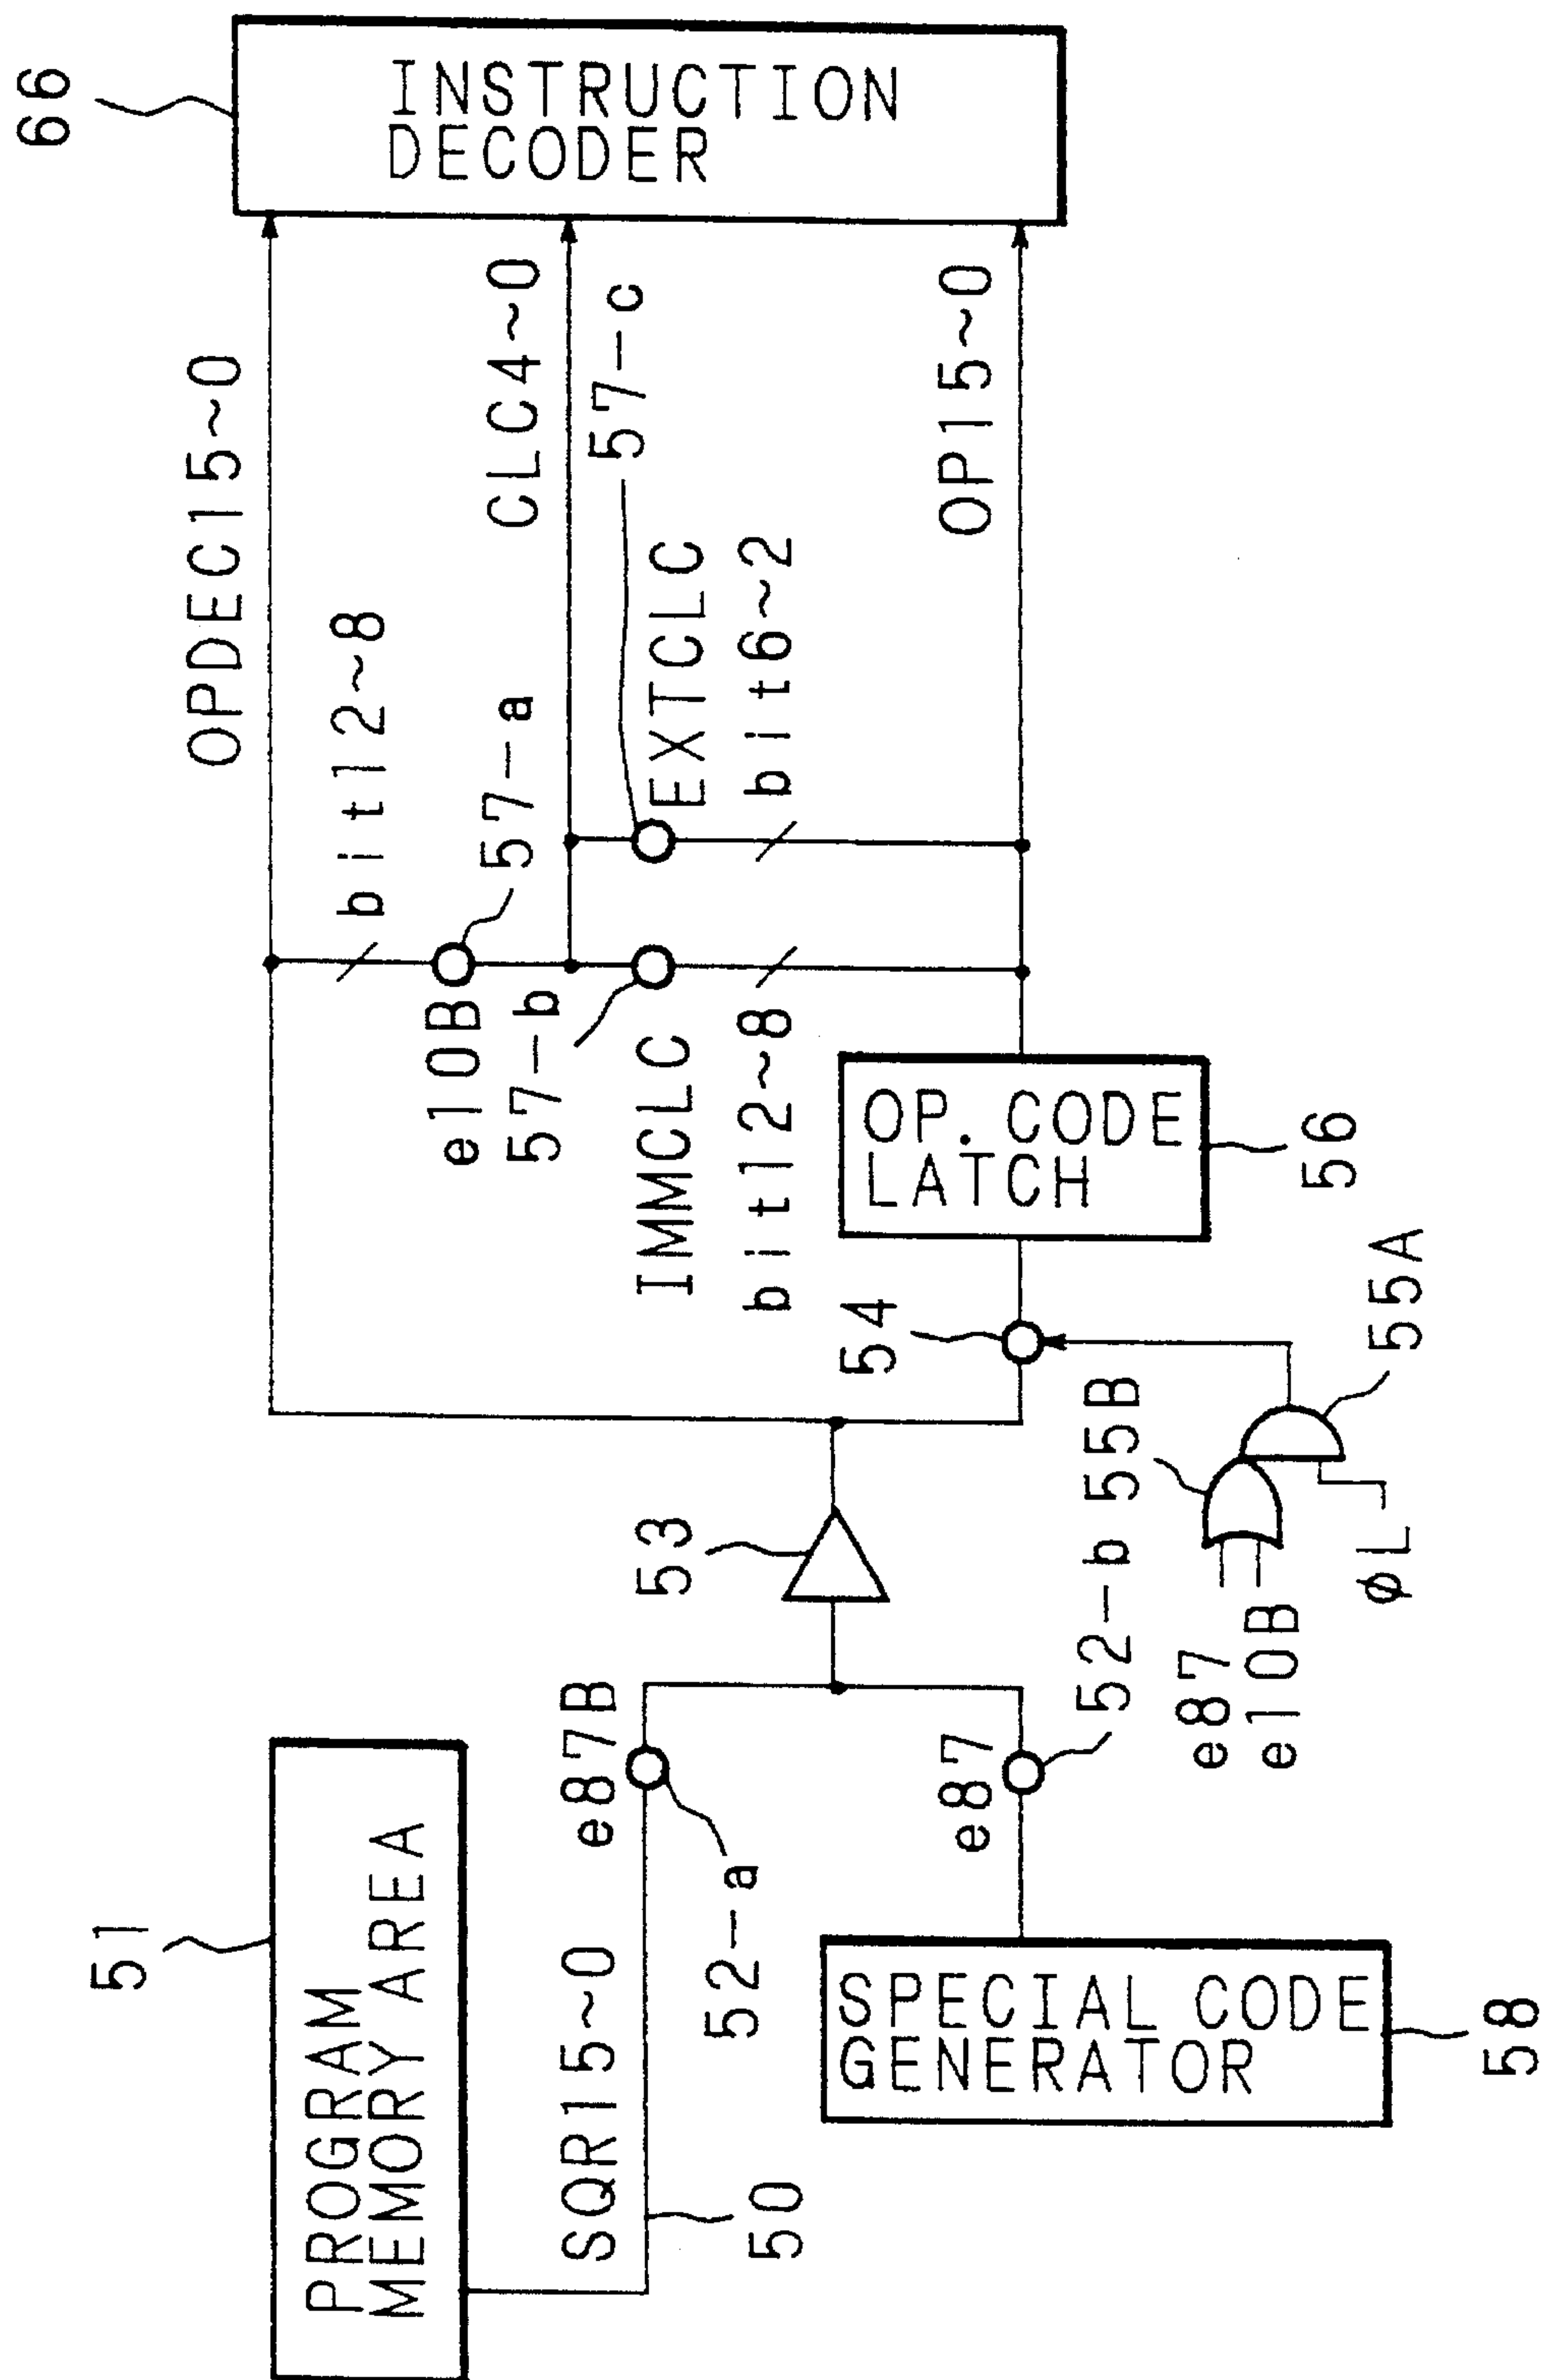 51
PROGRAM
MEMORY AREA
SQR15~0
50
e87B
52-a
SPECIAL CODE
GENERATOR
58
e87
52-b
53
e87
e10B
55B
φL
55A
54
OP. CODE
LATCH
56
OPDEC15~0
bit12~8
e10B
57-a
57-b
IMMCLC
bit12~8
CLC4~0
57-c
EXTCLC
bit6~2
OP15~0
INSTRUCTION
DECODER
66